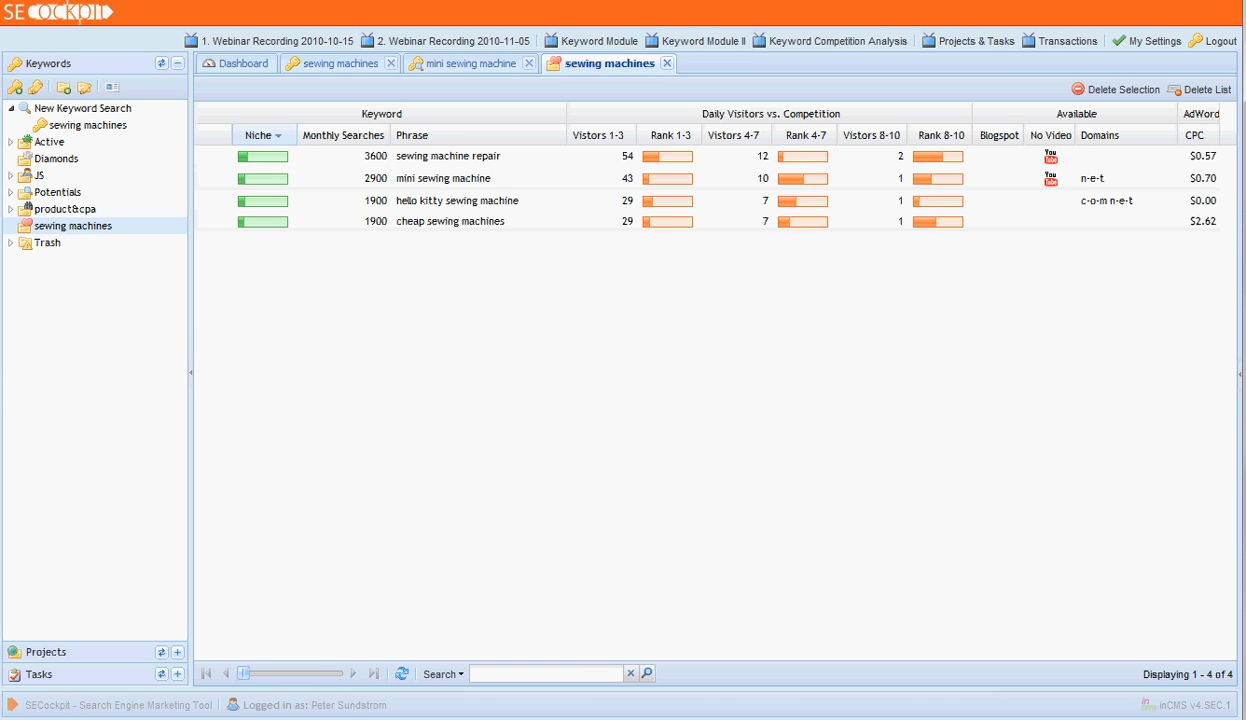 SECockpit
1. Webinar Recording 2010-10-15 2. Webinar Recording 2010-11-05 Keyword Module Keyword Module II Keyword Competition Analysis Projects & Tasks Transactions My Settings Logout
Keywords
Dashboard sewing machines mini sewing machine sewing machines
Delete Selection Delete List
New Keyword Search
sewing machines
Active
Diamonds
JS
Potentials
product&cpa
sewing machines
Trash
Keyword Daily Visitors vs. Competition Available AdWord
Niche Monthly Searches Phrase Vistors 1-3 Rank 1-3 Vistors 4-7 Rank 4-7 Vistors 8-10 Rank 8-10 Blogspot No Video Domains CPC
3600 sewing machine repair 54 12 2 You Tube $0.57
2900 mini sewing machine 43 10 1 You Tube n-e-t $0.70
1900 hello kitty sewing machine 29 7 1 c-o-m n-e-t $0.00
1900 cheap sewing machines 29 7 1 $2.62
Projects
Tasks
Search Displaying 1 - 4 of 4
SECockpit - Search Engine Marketing Tool Logged in as: Peter Sundstrom inCMS v4.SEC.1